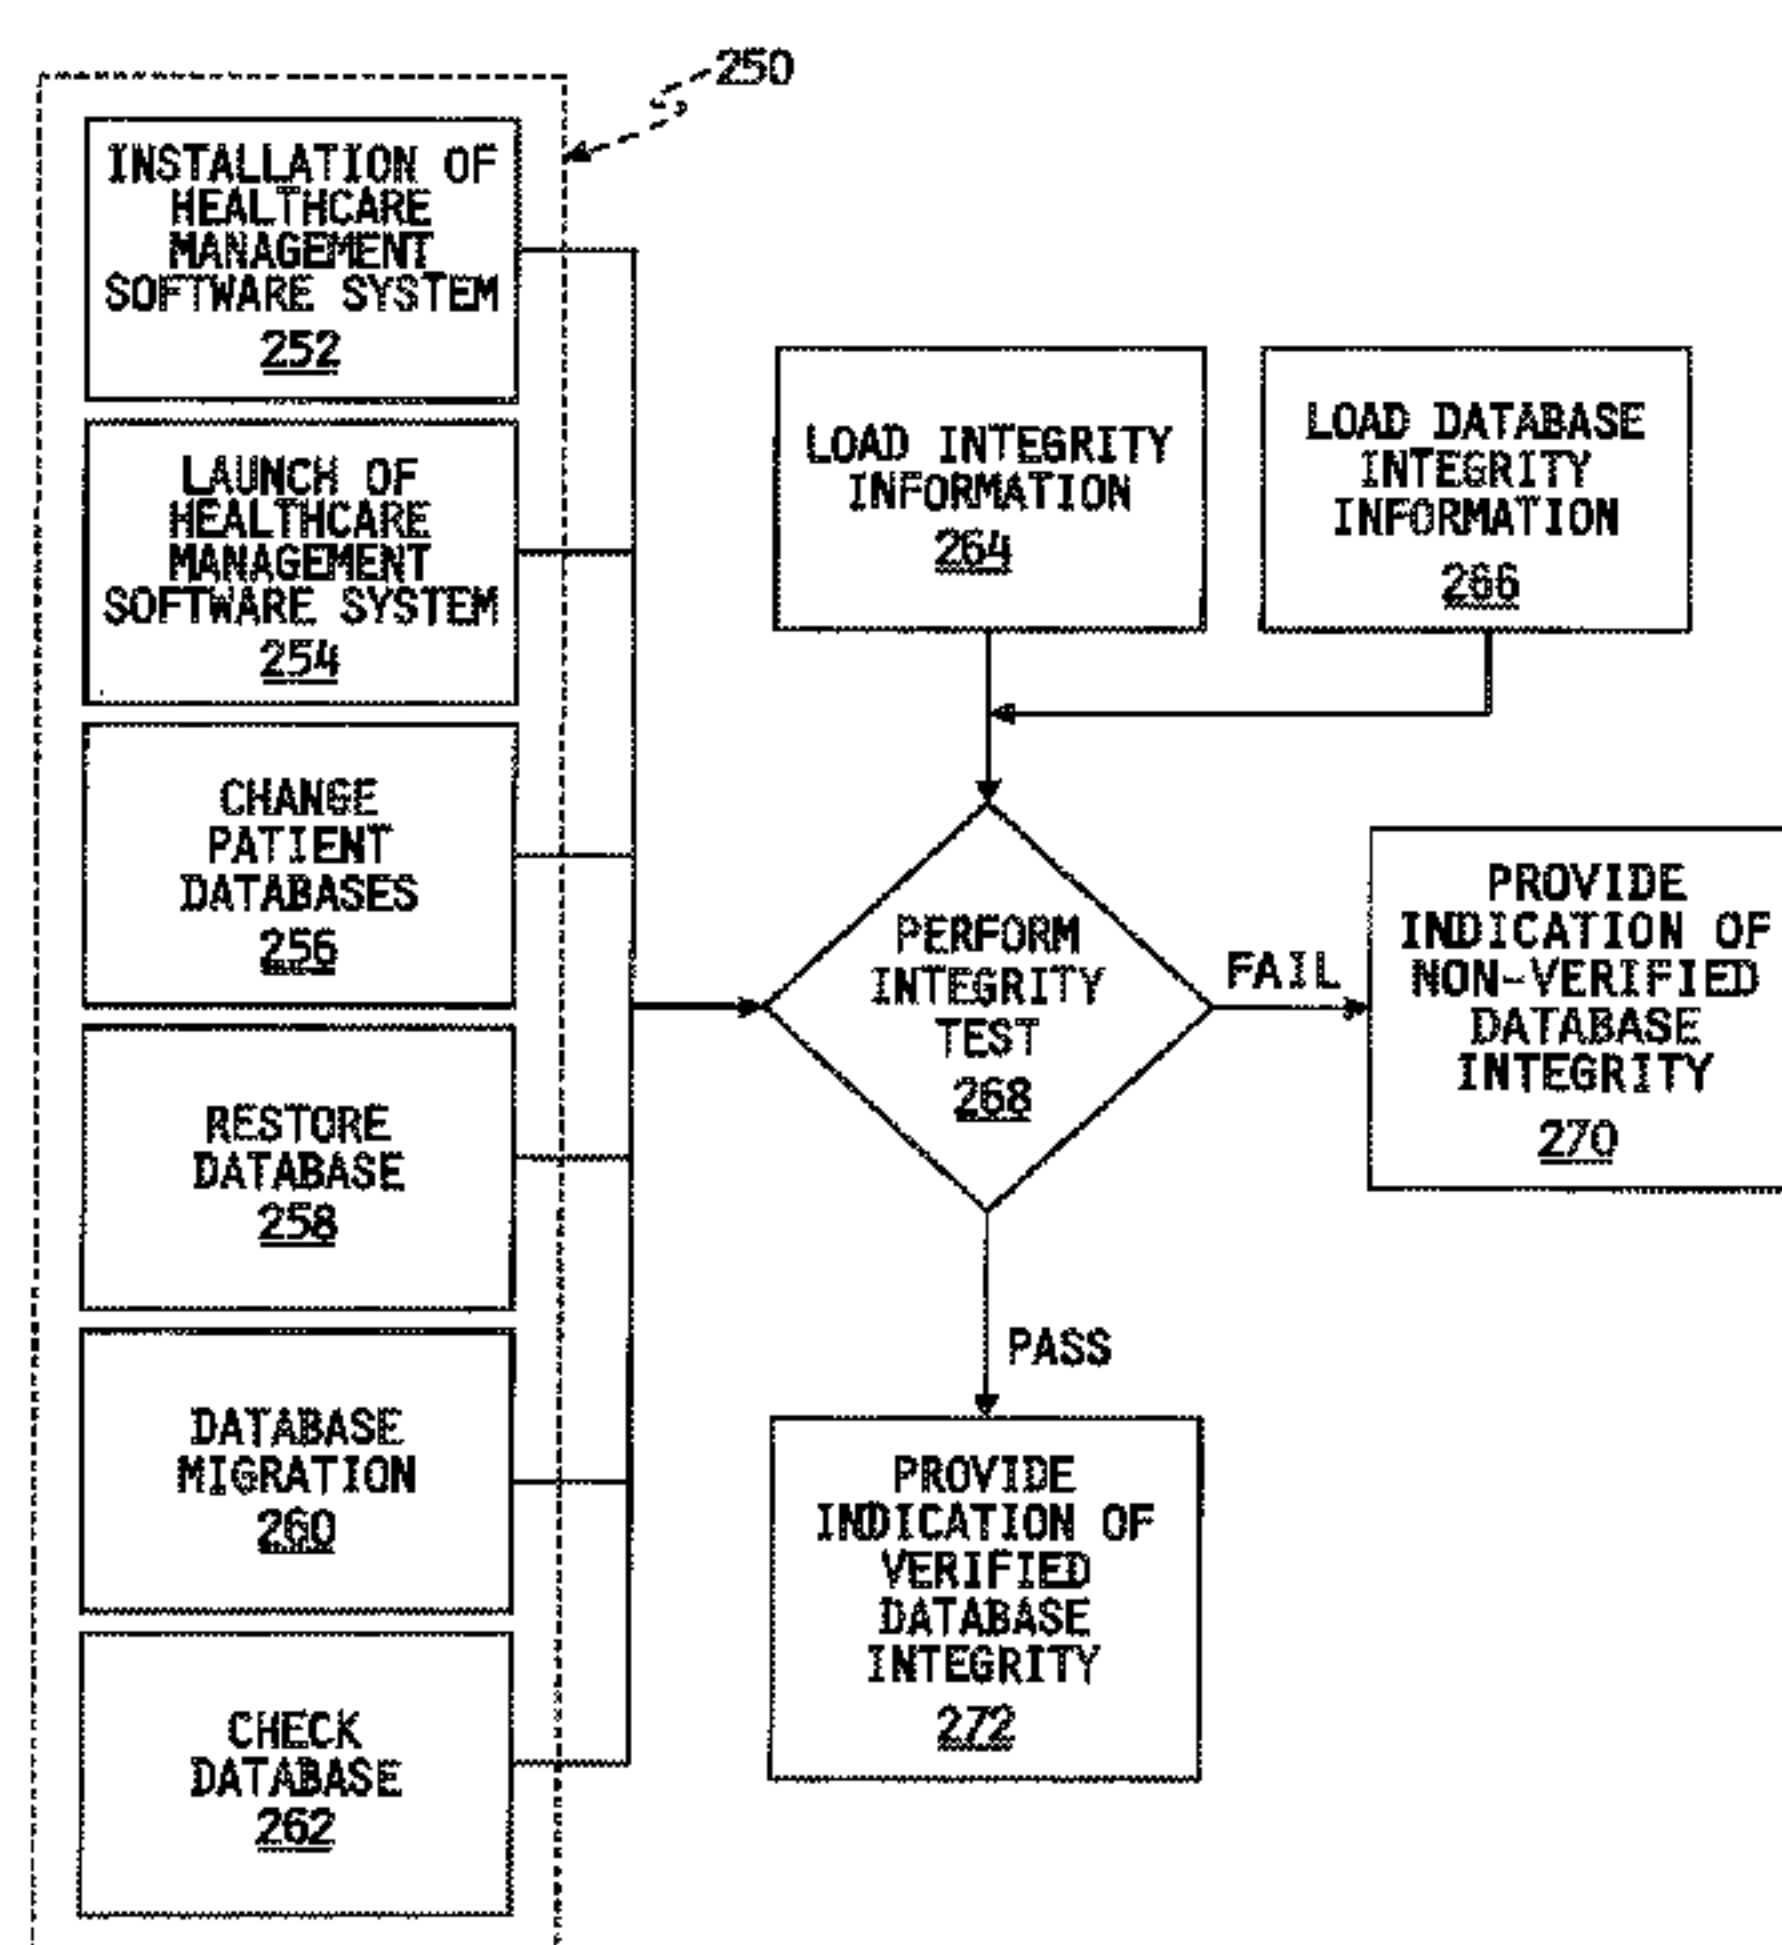 250
INSTALLATION OF
HEALTHCARE
MANAGEMENT
SOFTWARE SYSTEM
252
LAUNCH OF
HEALTHCARE
MANAGEMENT
SOFTWARE SYSTEM
254
CHANGE
PATIENT
DATABASES
256
RESTORE
DATABASE
258
DATABASE
MIGRATION
260
CHECK
DATABASE
262
LOAD INTEGRITY
INFORMATION
264
LOAD DATABASE
INTEGRITY
INFORMATION
266
PERFORM
INTEGRITY
TEST
268
FAIL
PROVIDE
INDICATION OF
NON-VERIFIED
DATABASE
INTEGRITY
270
PASS
PROVIDE
INDICATION OF
VERIFIED
DATABASE
INTEGRITY
272